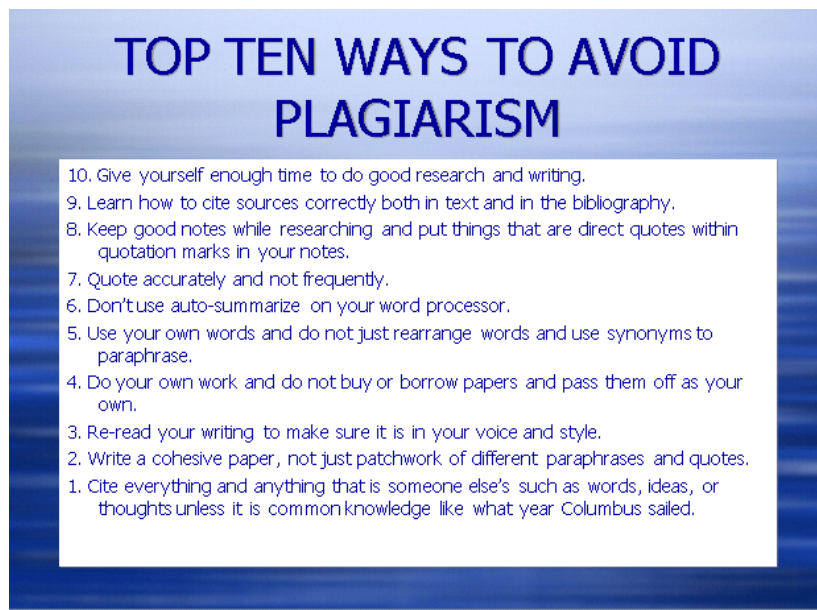 TOP TEN WAYS TO AVOID
PLAGIARISM
10. Give yourself enough time to do good research and writing.
9. Learn how to cite sources correctly both in text and in the bibliography.
8. Keep good notes while researching and put things that are direct quotes within
quotation marks in your notes.
7. Quote accurately and not frequently.
6. Don't use auto-summarize on your word processor.
5. Use your own words and do not just rearrange words and use synonyms to
paraphrase.
4. Do your own work and do not buy or borrow papers and pass them off as your
own.
3. Re-read your writing to make sure it is in your voice and style.
2. Write a cohesive paper, not just patchwork of different paraphrases and quotes.
1. Cite everything and anything that is someone else's such as words, ideas, or
thoughts unless it is common knowledge like what year Columbus sailed.